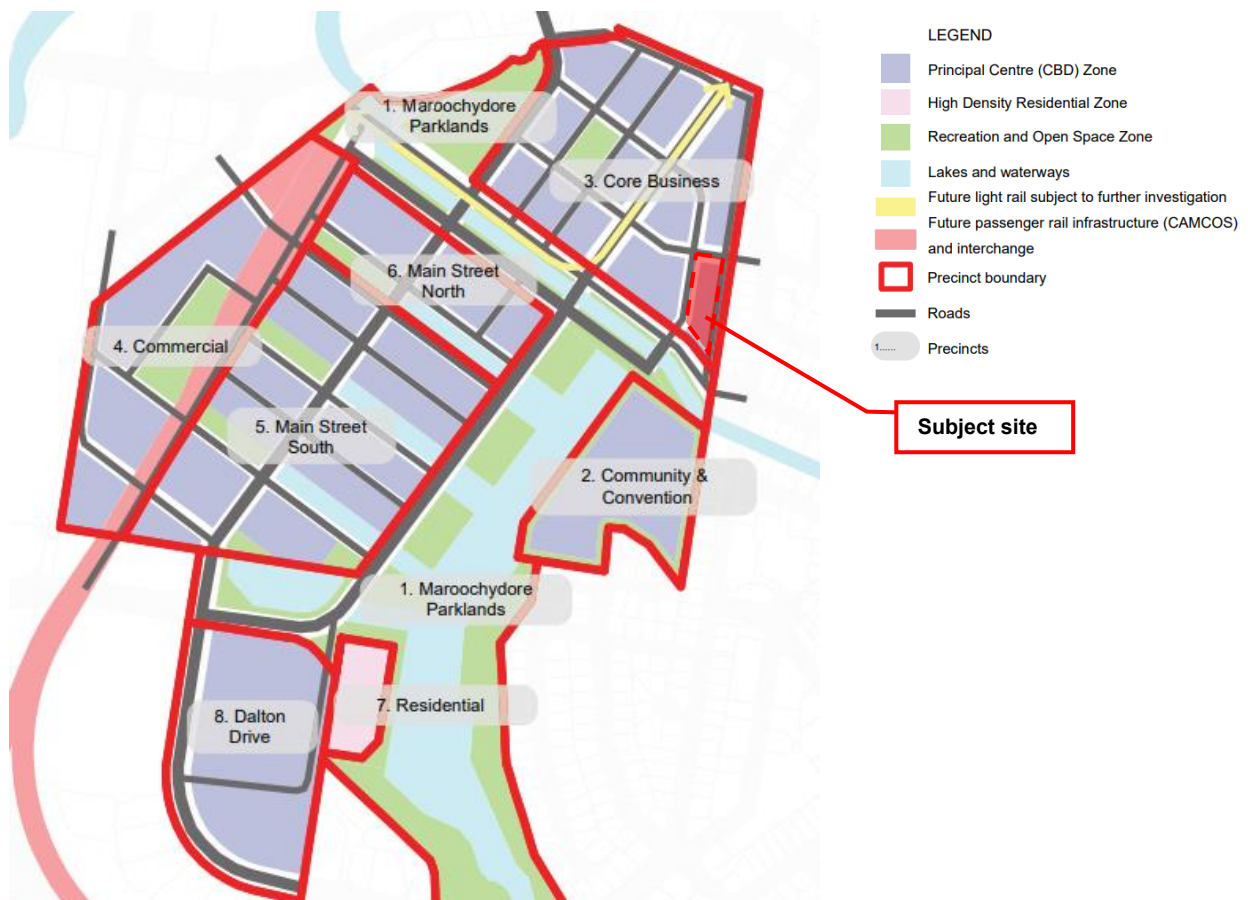 1. Maroochydore
Parklands
3. Core Business
6. Main Street
North
4. Commercial
5. Main Street
South
2. Community &
Convention
1. Maroochydore
Parklands
7. Residential
8. Dalton
Drive
LEGEND
Principal Centre (CBD) Zone
High Density Residential Zone
Recreation and Open Space Zone
Lakes and waterways
Future light rail subject to further investigation
Future passenger rail infrastructure (CAMCOS)
and interchange
Precinct boundary
Roads
1......
Precincts
Subject site